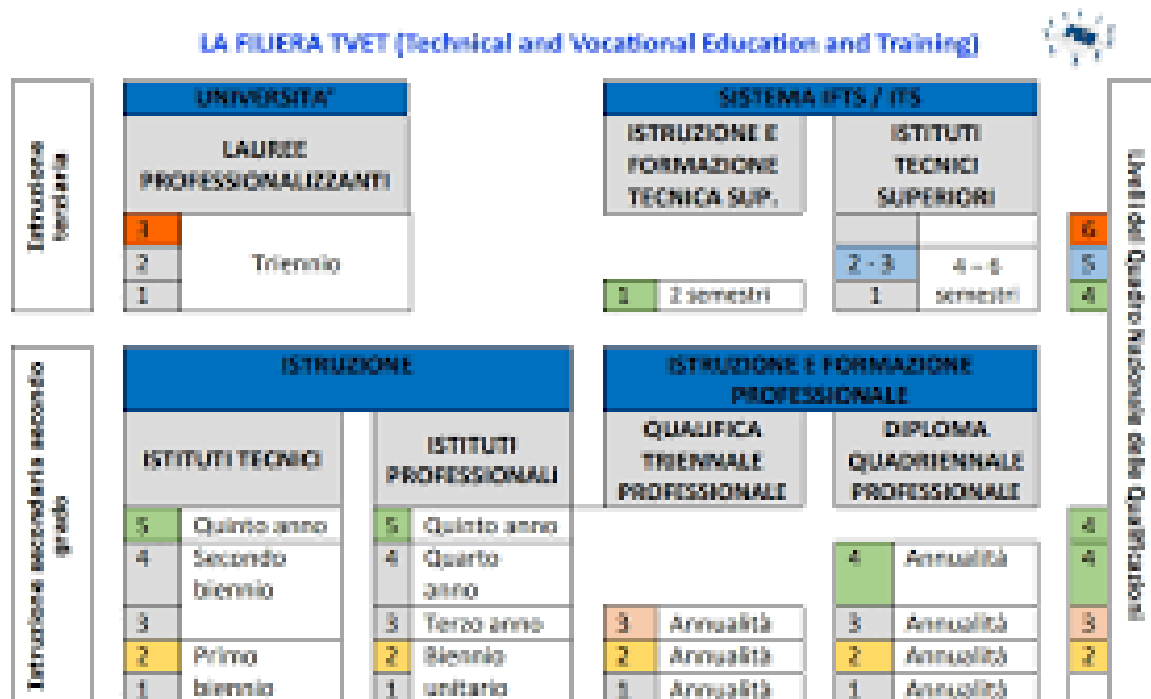 LA FILIERA TVET (Technical and Vocational Education and Training)
Istruzione
terziaria
UNIVERSITA'
LAUREE
PROFESSIONALIZZANTI
3
2
1
Triennio
SISTEMA IFTS / ITS
ISTRUZIONE E
FORMAZIONE
TECNICA SUP.
1 2 semestri
ISTITUTI
TECNICI
SUPERIORI
2 - 3
1
4 – 6
semestri
6
5
4
Livelli del Quadro Nazionale delle Qualificazioni
Istruzione secondaria secondo
grado
ISTRUZIONE
ISTITUTI TECNICI
5 Quinto anno
4 Secondo
biennio
3
2 Primo
1 biennio
ISTITUTI
PROFESSIONALI
5 Quinto anno
4 Quarto
anno
3 Terzo anno
2 Biennio
1 unitario
ISTRUZIONE E FORMAZIONE
PROFESSIONALE
QUALIFICA
TRIENNALE
PROFESSIONALE
3 Annualità
2 Annualità
1 Annualità
DIPLOMA
QUADRIENNALE
PROFESSIONALE
4 Annualità
3 Annualità
2 Annualità
1 Annualità
4
4
3
2